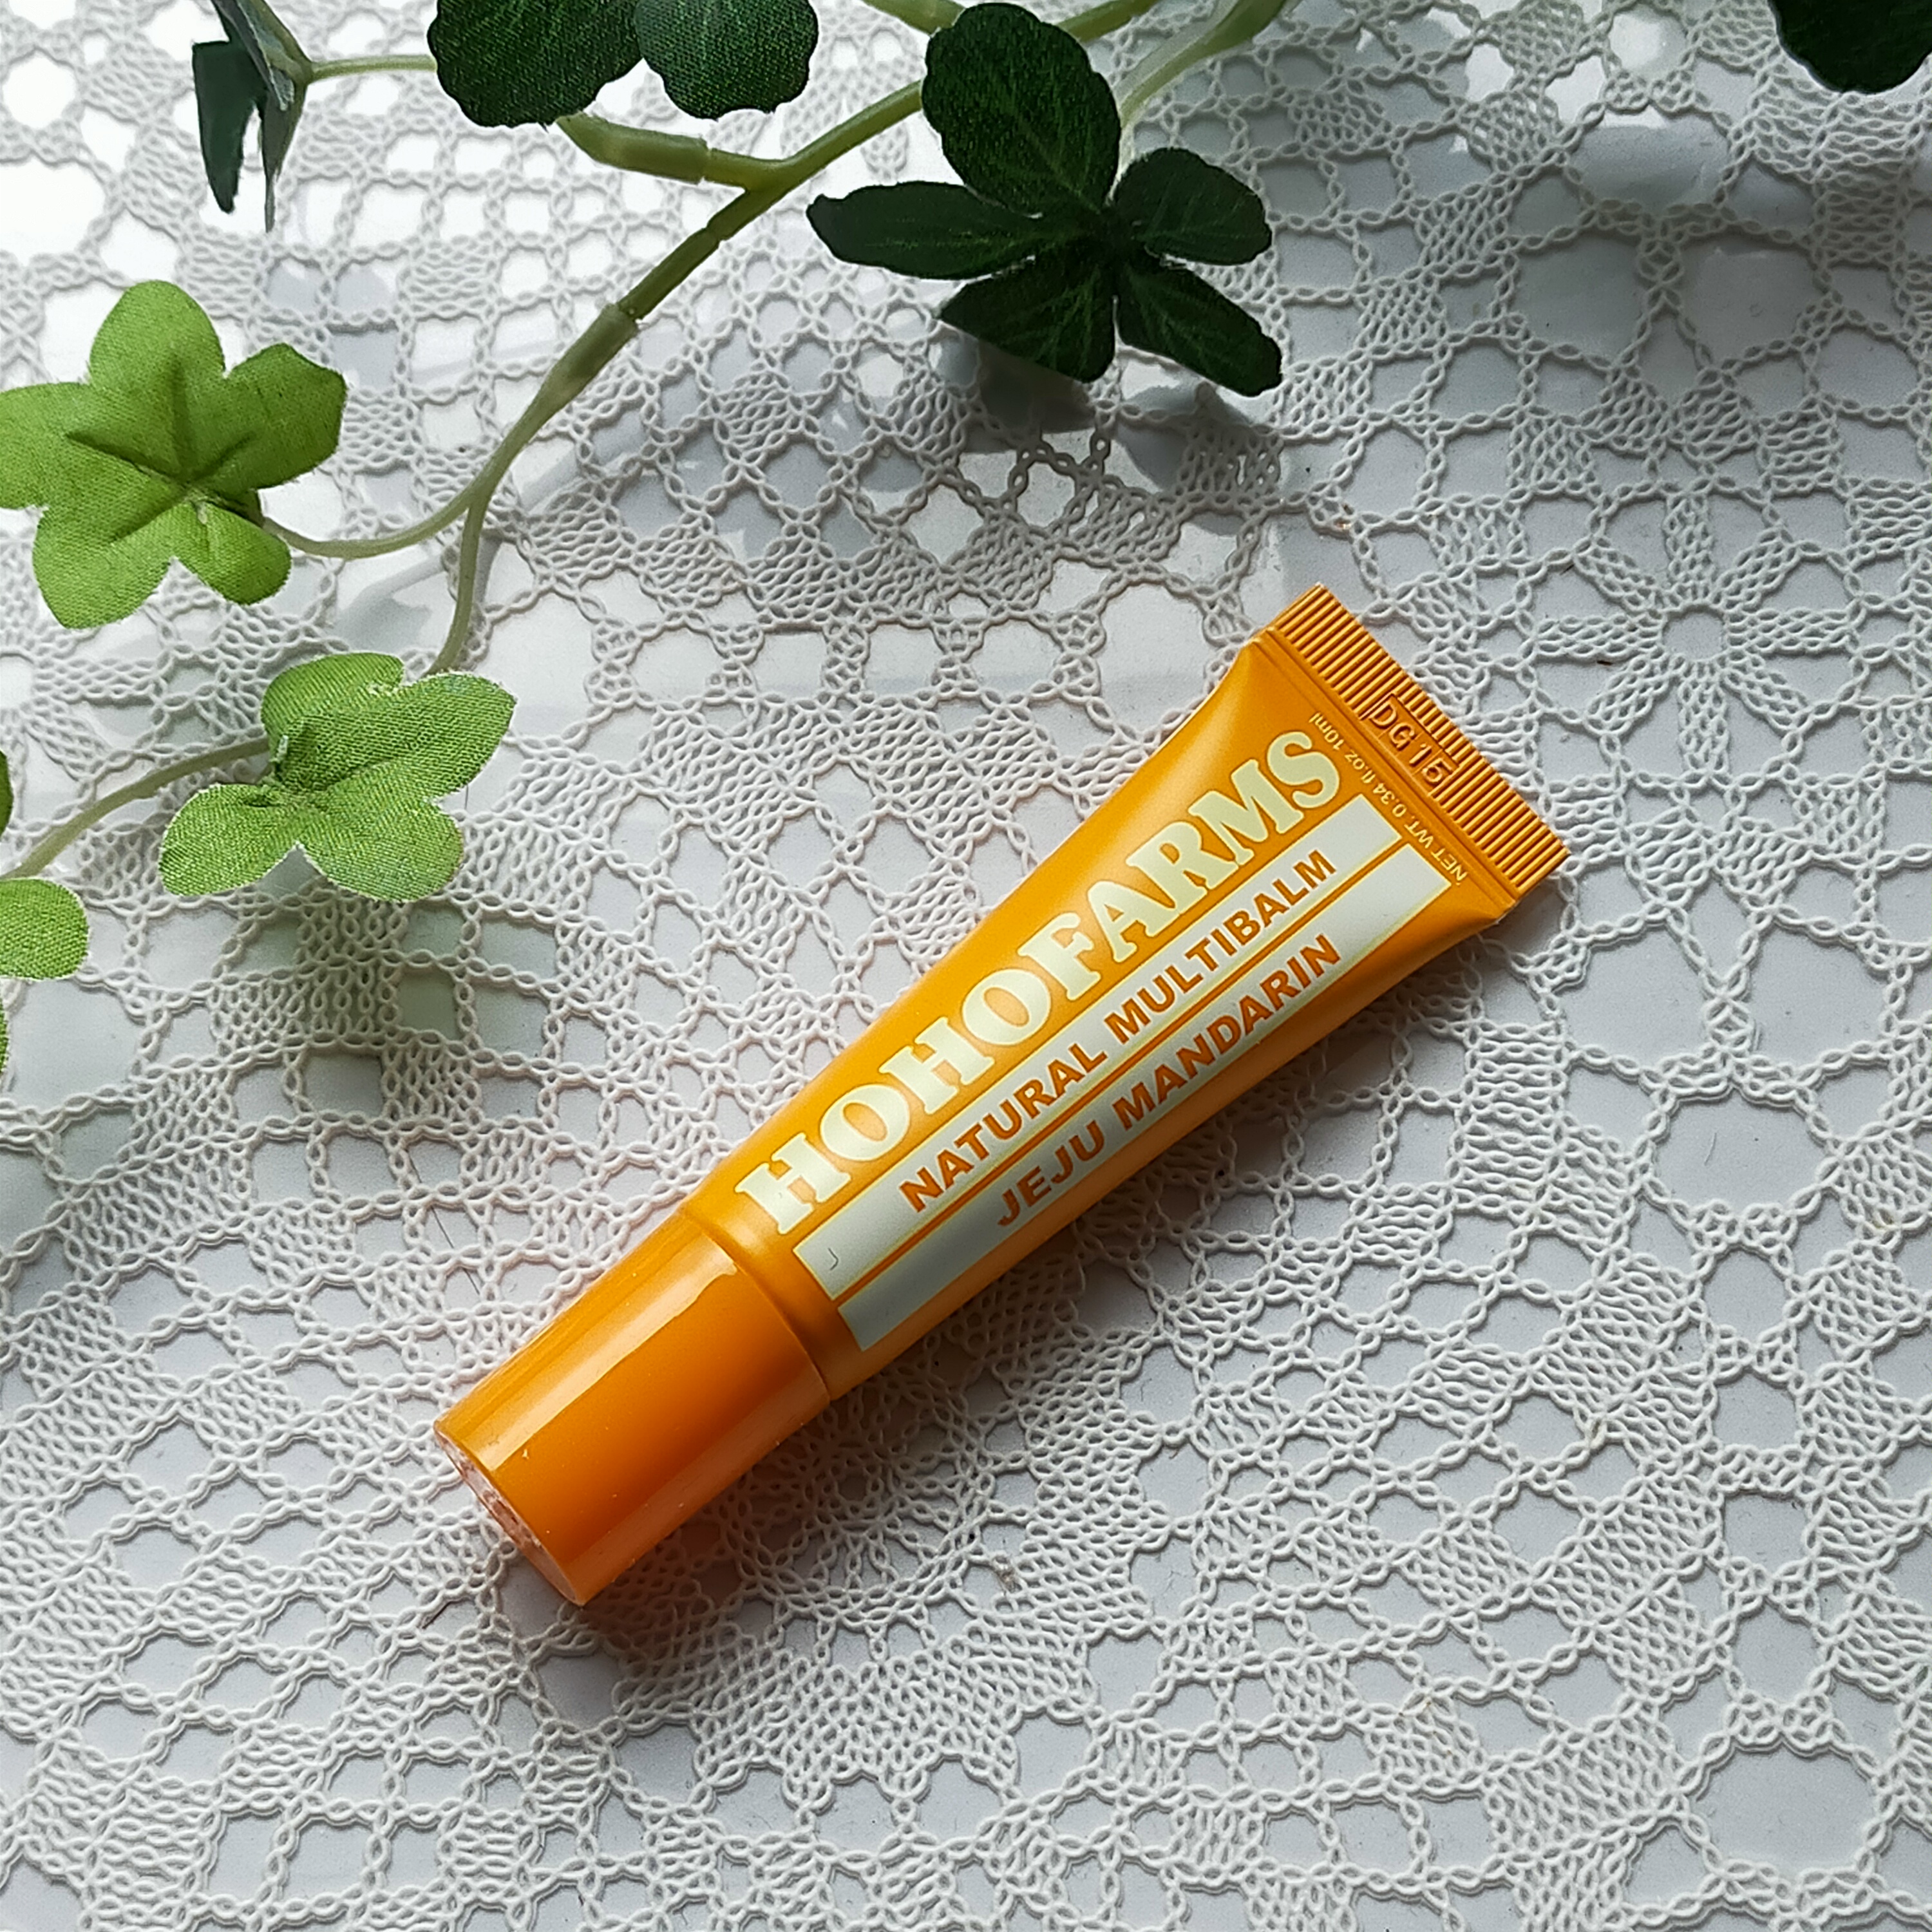 HOHOFARMS
NATURAL MULTIBALM
JEJU MANDARIN
NET WT. 0.34 fl.oz 10ml
DG 15